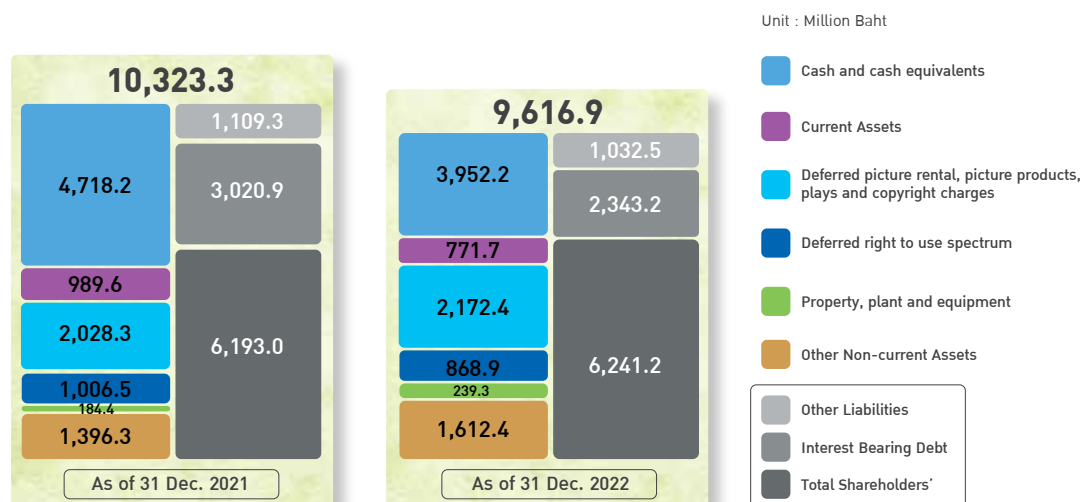 Unit : Million Baht
10,323.3
4,718.2
989.6
2,028.3
1,006.5
184.4
1,396.3
1,109.3
3,020.9
6,193.0
As of 31 Dec. 2021
9,616.9
3,952.2
771.7
2,172.4
868.9
239.3
1,612.4
1,032.5
2,343.2
6,241.2
As of 31 Dec. 2022
Cash and cash equivalents
Current Assets
Deferred picture rental, picture products,
plays and copyright charges
Deferred right to use spectrum
Property, plant and equipment
Other Non-current Assets
Other Liabilities
Interest Bearing Debt
Total Shareholders’